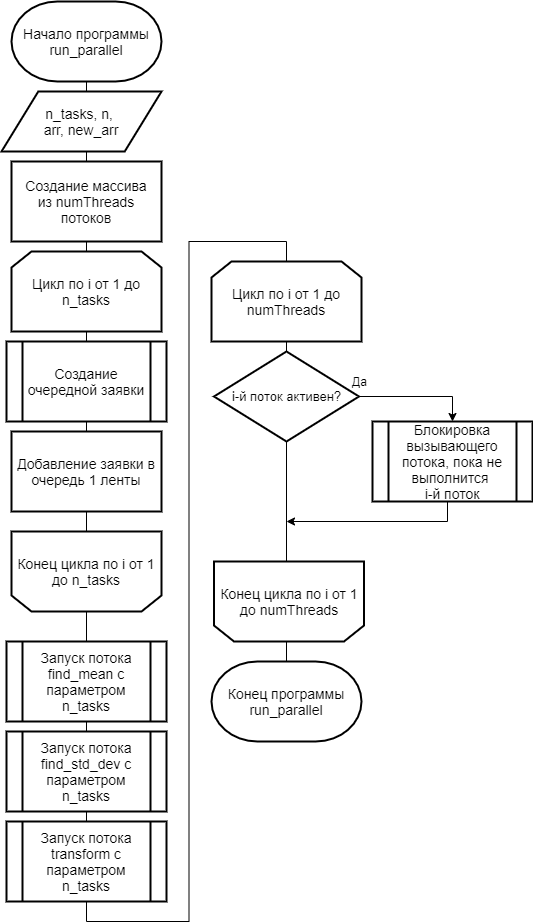 Начало программы
run_parallel
n_tasks, n,
arr, new_arr
Создание массива
из numThreads
потоков
Цикл по i от 1 до
n_tasks
Создание
очередной заявки
Добавление заявки в
очередь 1 ленты
Конец цикла по i от 1
до n_tasks
Запуск потока
find_mean с
параметром
n_tasks
Запуск потока
find_std_dev с
параметром
n_tasks
Запуск потока
transform с
параметром
n_tasks
Цикл по i от 1 до
numThreads
i-й поток активен?
Да
Блокировка
вызывающего
потока, пока не
выполнится
i-й поток
Конец цикла по i от 1
до numThreads
Конец программы
run_parallel